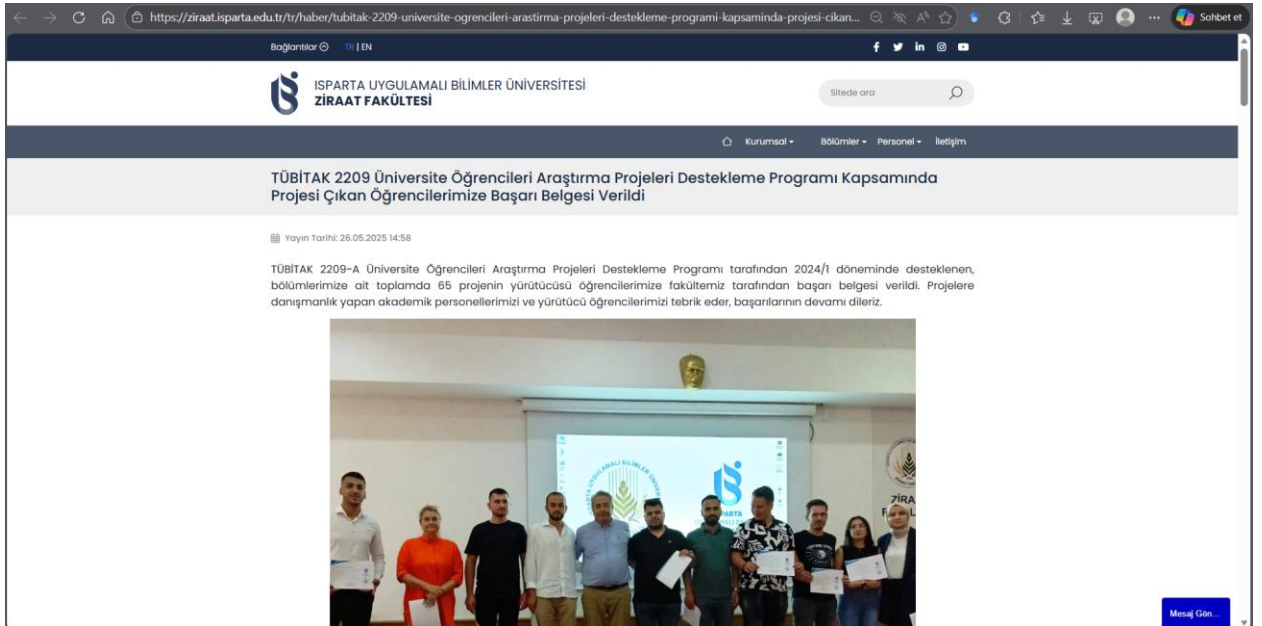 https://ziraat.isparta.edu.tr/tr/haber/tubitak-2209-universite-ogrencileri-arastirma-projeleri-destekleme-programi-kapsaminda-projesi-cikan...
Sohbet et
Bağlantılar
TR | EN
ISPARTA UYGULAMALI BİLİMLER ÜNİVERSİTESİ
ZİRAAT FAKÜLTESİ
Sitede ara
Kurumsal
Bölümler
Personel
İletişim
TÜBİTAK 2209 Üniversite Öğrencileri Araştırma Projeleri Destekleme Programı Kapsamında
Projesi Çıkan Öğrencilerimize Başarı Belgesi Verildi
Yayın Tarihi: 26.05.2025 14:58
TÜBİTAK 2209-A Üniversite Öğrencileri Araştırma Projeleri Destekleme Programı tarafından 2024/1 döneminde desteklenen,
bölümlerimize ait toplamda 65 projenin yürütücüsü öğrencilerimize fakültemiz tarafından başarı belgesi verildi. Projelere
danışmanlık yapan akademik personellerimizi ve yürütücü öğrencilerimizi tebrik eder, başarılarının devamı dileriz.
ZİRA
Mesaj Gön...